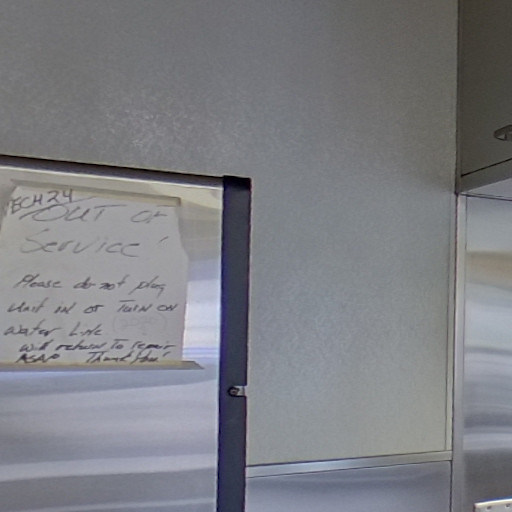 ECH24
OUT OF
Service!
Please do not plug
unit in or Turn on
water Line
will return To repair
ASAP Thank You!